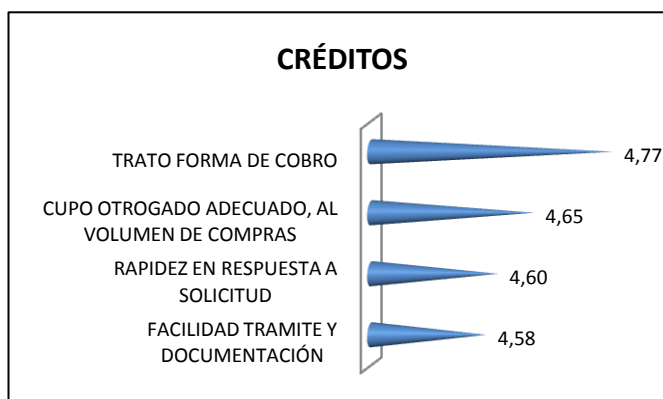 CRÉDITOS
TRATO FORMA DE COBRO
4,77
CUPO OTROGADO ADECUADO, AL
VOLUMEN DE COMPRAS
4,65
RAPIDEZ EN RESPUESTA A
SOLICITUD
4,60
FACILIDAD TRAMITE Y
DOCUMENTACIÓN
4,58